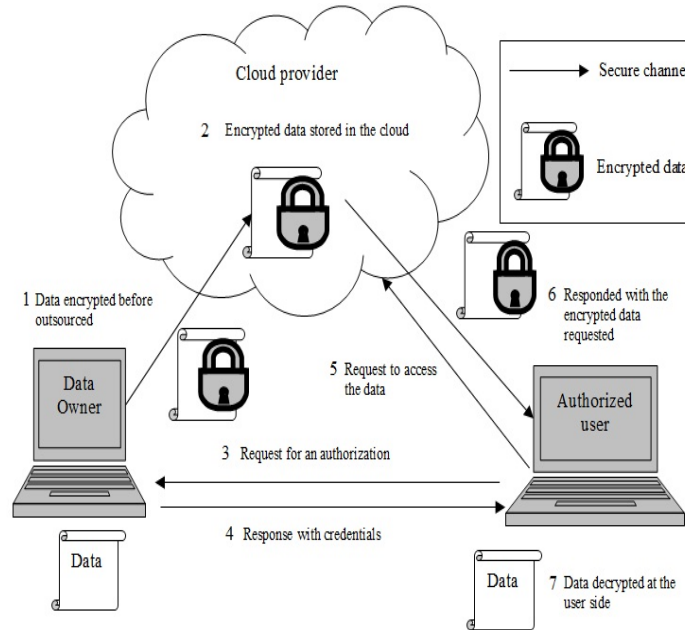 Cloud provider
2 Encrypted data stored in the cloud
Secure channel
Encrypted data
1 Data encrypted before
outsourced
6 Responded with the
encrypted data
requested
5 Request to access
the data
Data
Owner
Authorized
user
3 Request for an authorization
4 Response with credentials
Data
Data
7 Data decrypted at the
user side